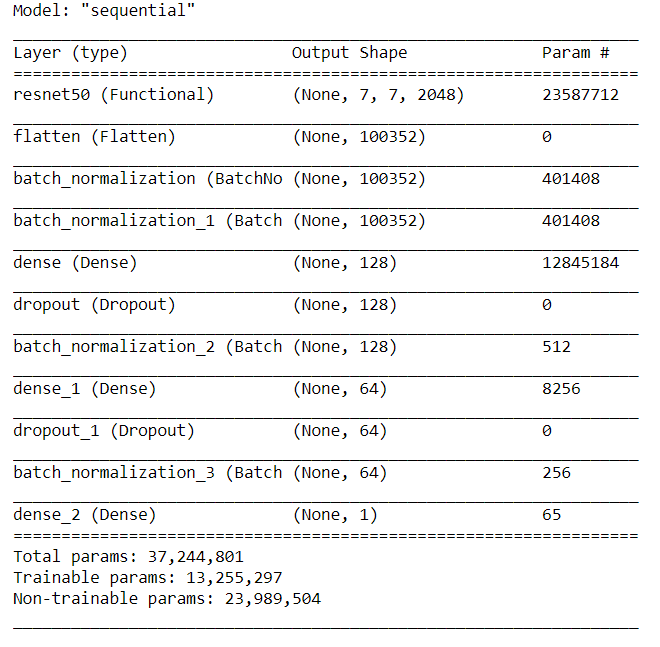 Model: "sequential"
Layer (type) Output Shape Param #
resnet50 (Functional) (None, 7, 7, 2048) 23587712
flatten (Flatten) (None, 100352) 0
batch_normalization (BatchNo (None, 100352) 401408
batch_normalization_1 (Batch (None, 100352) 401408
dense (Dense) (None, 128) 12845184
dropout (Dropout) (None, 128) 0
batch_normalization_2 (Batch (None, 128) 512
dense_1 (Dense) (None, 64) 8256
dropout_1 (Dropout) (None, 64) 0
batch_normalization_3 (Batch (None, 64) 256
dense_2 (Dense) (None, 1) 65
Total params: 37,244,801
Trainable params: 13,255,297
Non-trainable params: 23,989,504